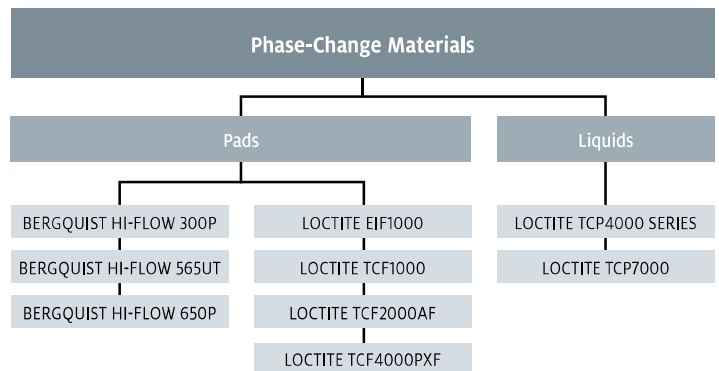 Phase-Change Materials
Pads
Liquids
BERGQUIST HI-FLOW 300P
BERGQUIST HI-FLOW 565UT
BERGQUIST HI-FLOW 650P
LOCTITE EIF1000
LOCTITE TCF1000
LOCTITE TCF2000AF
LOCTITE TCF4000PXF
LOCTITE TCP4000 SERIES
LOCTITE TCP7000